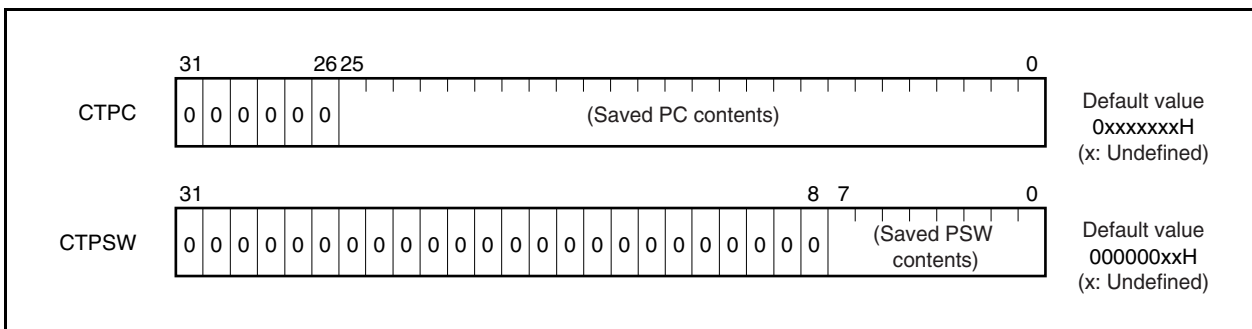 31 26 25 0
CTPC 0 0 0 0 0 0 (Saved PC contents) Default value
0xxxxxxxH
(x: Undefined)
31 8 7 0
CTPSW 0 0 0 0 0 0 0 0 0 0 0 0 0 0 0 0 0 0 0 0 0 0 0 0 (Saved PSW
contents) Default value
000000xxH
(x: Undefined)